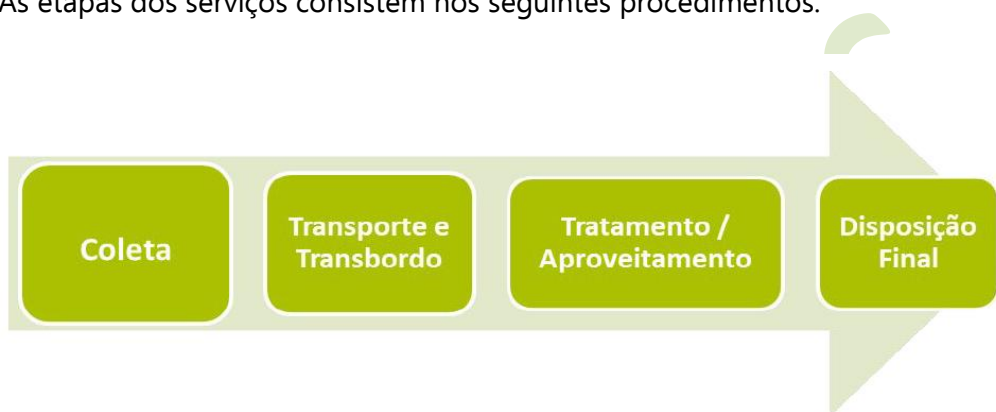 As etapas dos serviços consistem nos seguintes procedimentos:
Coleta
Transporte e
Transbordo
Tratamento /
Aproveitamento
Disposição
Final